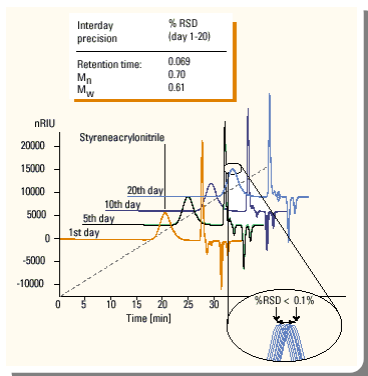 Interday % RSD
precision (day 1-20)
Retention time: 0.069
Mn 0.70
Mw 0.61
nRIU
Styreneacrylonitrile
20000
15000
10000
5000
0
-5000
-10000
20th day
10th day
5th day
1st day
0 5 10 15 20 25 30
Time [min]
%RSD < 0.1%